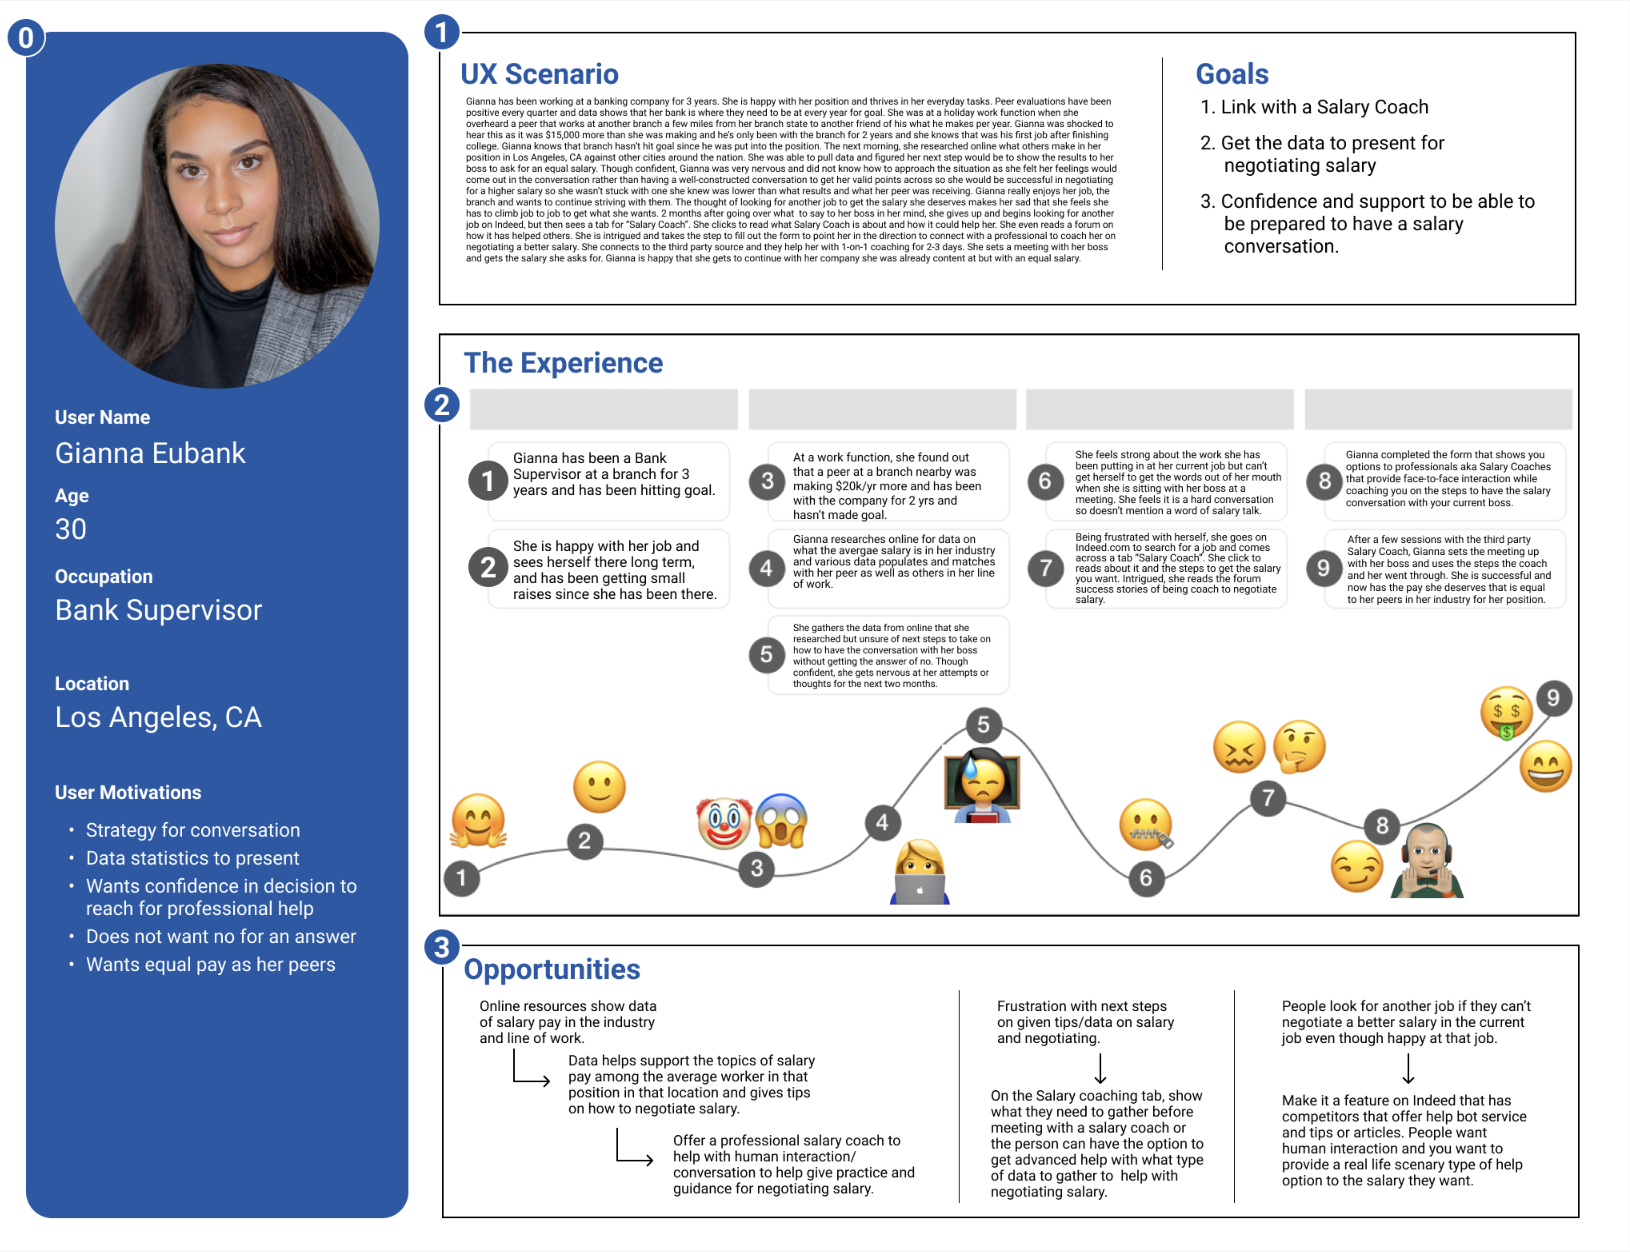 0
User Name
Gianna Eubank
Age
30
Occupation
Bank Supervisor
Location
Los Angeles, CA
User Motivations
• Strategy for conversation
• Data statistics to present
• Wants confidence in decision to
reach for professional help
• Does not want no for an answer
• Wants equal pay as her peers
1
UX Scenario
Gianna has been working at a banking company for 3 years. She is happy with her position and thrives in her everyday tasks. Peer evaluations have been
positive every quarter and data shows that her bank is where they need to be at every year for goal. She was at a holiday work function when she
overheard a peer that works at another branch a few miles from her branch state to another friend of his what he makes per year. Gianna was shocked to
hear this as it was $15,000 more than she was making and he's only been with the branch for 2 years and she knows that was his first job after finishing
college. Gianna knows that branch hasn't hit goal since he was put into the position. The next morning, she researched online what others make in her
position in Los Angeles, CA against other cities around the nation. She was able to pull data and figured her next step would be to show the results to her
boss to ask for an equal salary. Though confident, Gianna was very nervous and did not know how to approach the situation as she felt her feelings would
come out in the conversation rather than having a well-constructed conversation to get her valid points across so she would be successful in negotiating
for a higher salary so she wasn't stuck with one she knew was lower than what results and what her peer was receiving. Gianna really enjoys her job, the
branch and wants to continue striving with them. The thought of looking for another job to get the salary she deserves makes her sad that she feels she
has to climb job to job to get what she wants. 2 months after going over what to say to her boss in her mind, she gives up and begins looking for another
job on Indeed, but then sees a tab for "Salary Coach". She clicks to read what Salary Coach is about and how it could help her. She even reads a forum on
how it has helped others. She is intrigued and takes the step to fill out the form to point her in the direction to connect with a professional to coach her on
negotiating a better salary. She connects to the third party source and they help her with 1-on-1 coaching for 2-3 days. She sets a meeting with her boss
and gets the salary she asks for. Gianna is happy that she gets to continue with her company she was already content at but with an equal salary.
Goals
1. Link with a Salary Coach
2. Get the data to present for
negotiating salary
3. Confidence and support to be able to
be prepared to have a salary
conversation.
The Experience
2
1
Gianna has been a Bank
Supervisor at a branch for 3
years and has been hitting goal.
2
She is happy with her job and
sees herself there long term,
and has been getting small
raises since she has been there.
3
At a work function, she found out
that a peer at a branch nearby was
making $20k/yr more and has been
with the company for 2 yrs and
hasn't made goal.
4
Gianna researches online for data on
what the avergae salary is in her industry
and various data populates and matches
with her peer as well as others in her line
of work.
5
She gathers the data from online that she
researched but unsure of next steps to take on
how to have the conversation with her boss
without getting the answer of no. Though
confident, she gets nervous at her attempts or
thoughts for the next two months.
6
She feels strong about the work she has
been putting in at her current job but can't
get herself to get the words out of her mouth
when she is sitting with her boss at a
meeting. She feels it is a hard conversation
so doesn't mention a word of salary talk.
7
Being frustrated with herself, she goes on
Indeed.com to search for a job and comes
across a tab "Salary Coach". She click to
reads about it and the steps to get the salary
you want. Intrigued, she reads the forum
success stories of being coach to negotiate
salary.
8
Gianna completed the form that shows you
options to professionals aka Salary Coaches
that provide face-to-face interaction while
coaching you on the steps to have the salary
conversation with your current boss.
9
After a few sessions with the third party
Salary Coach, Gianna sets the meeting up
with her boss and uses the steps the coach
and her went through. She is successful and
now has the pay she deserves that is equal
to her peers in her industry for her position.
1
2
3
4
5
6
7
8
9
3
Opportunities
Online resources show data
of salary pay in the industry
and line of work.
Data helps support the topics of salary
pay among the average worker in that
position in that location and gives tips
on how to negotiate salary.
Offer a professional salary coach to
help with human interaction/
conversation to help give practice and
guidance for negotiating salary.
Frustration with next steps
on given tips/data on salary
and negotiating.
On the Salary coaching tab, show
what they need to gather before
meeting with a salary coach or
the person can have the option to
get advanced help with what type
of data to gather to help with
negotiating salary.
People look for another job if they can't
negotiate a better salary in the current
job even though happy at that job.
Make it a feature on Indeed that has
competitors that offer help bot service
and tips or articles. People want
human interaction and you want to
provide a real life scenary type of help
option to the salary they want.